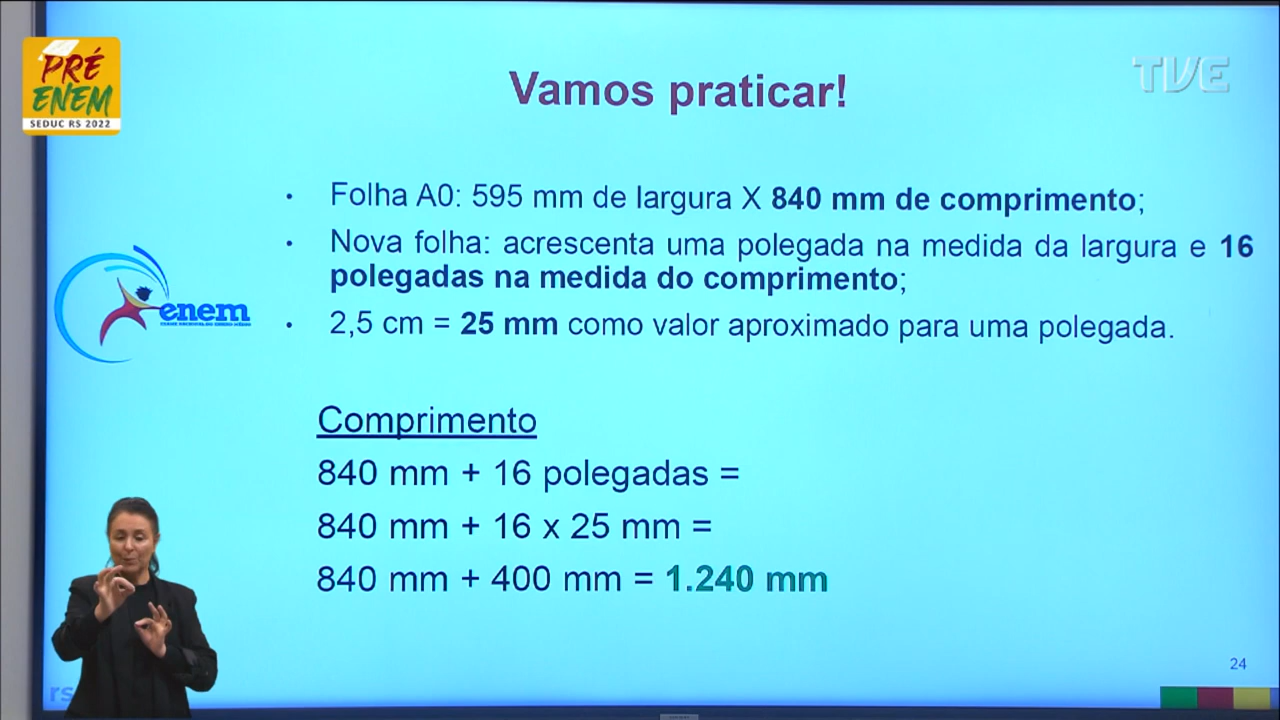 PRÉ
ENEM
SEDUC RS 2022
TVE
Vamos praticar!
• Folha A0: 595 mm de largura X 840 mm de comprimento;
• Nova folha: acrescenta uma polegada na medida da largura e 16
polegadas na medida do comprimento;
• 2,5 cm = 25 mm como valor aproximado para uma polegada.
enem
Comprimento
840 mm + 16 polegadas =
840 mm + 16 x 25 mm =
840 mm + 400 mm = 1.240 mm
24
rs